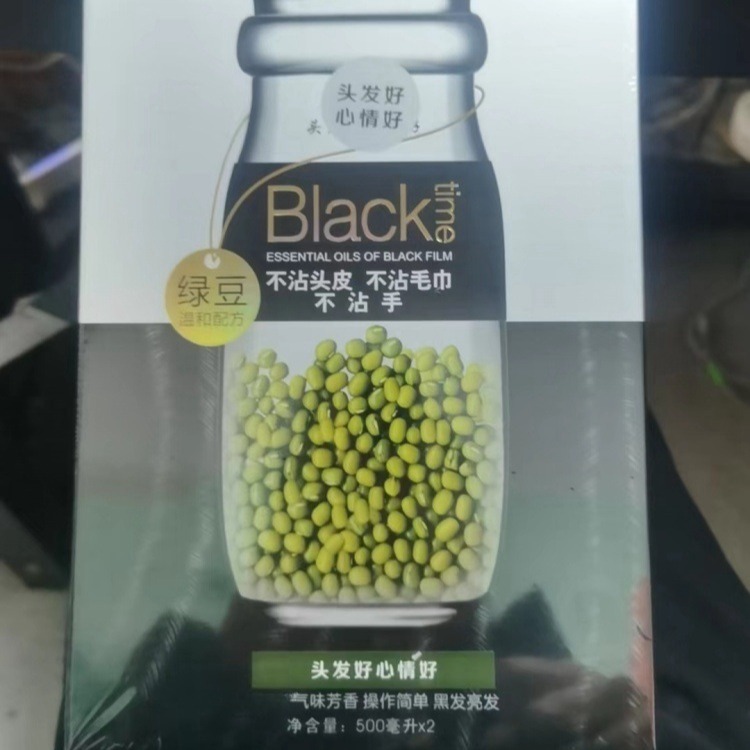 头发好
心情好
Black time
ESSENTIAL OILS OF BLACK FILM
绿豆
温和配方
不沾头皮 不沾毛巾
不沾手
头发好心情好
气味芳香 操作简单 黑发亮发
净含量：500毫升x2